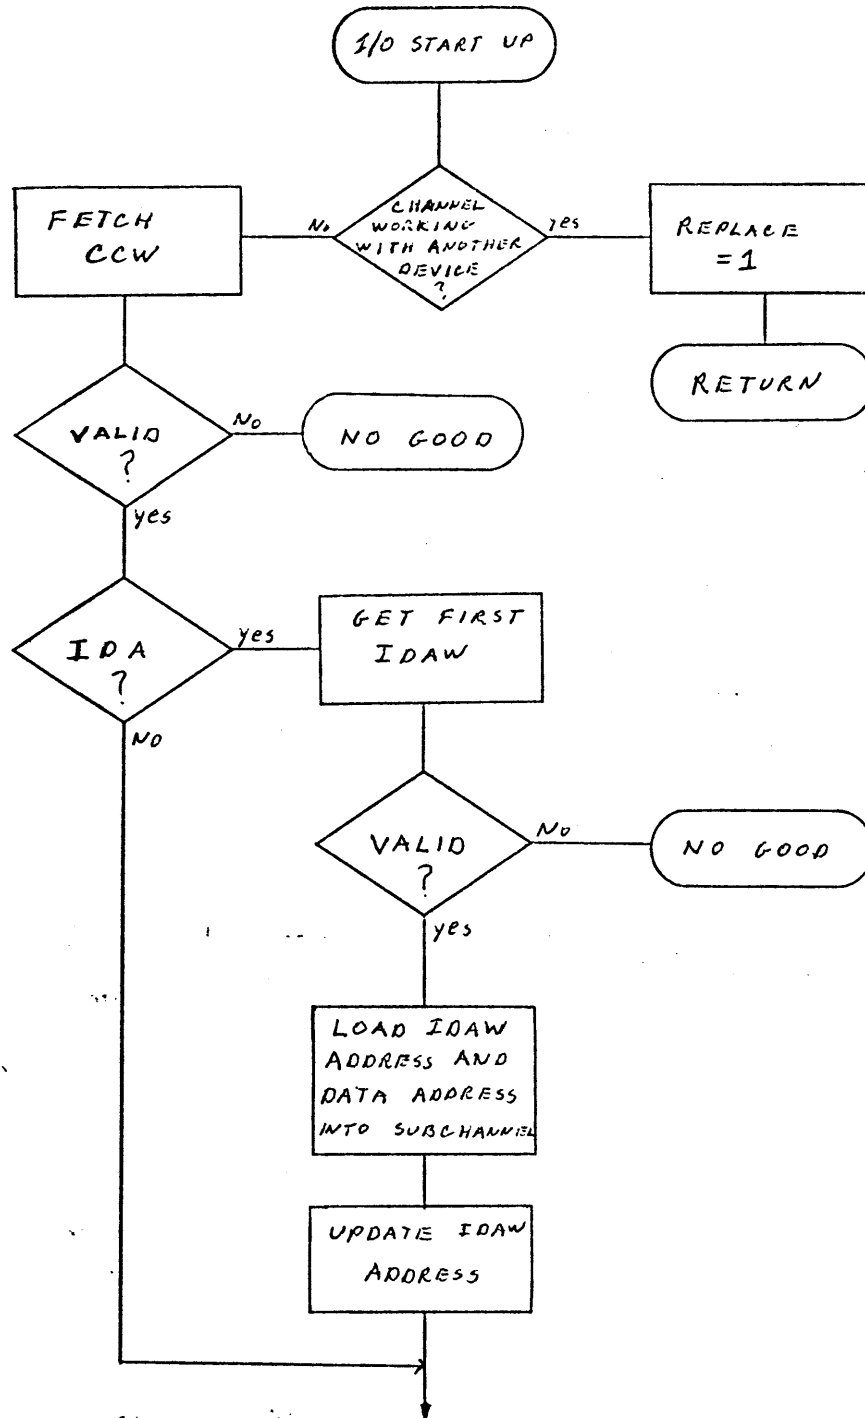 I/O START UP
CHANNEL
WORKING
WITH ANOTHER
DEVICE
?
No
yes
FETCH
CCW
REPLACE
=1
RETURN
VALID
?
No
NO GOOD
yes
IDA
?
yes
GET FIRST
IDAW
NO
VALID
?
No
NO GOOD
yes
LOAD IDAW
ADDRESS AND
DATA ADDRESS
INTO SUBCHANNEL
UPDATE IDAW
ADDRESS